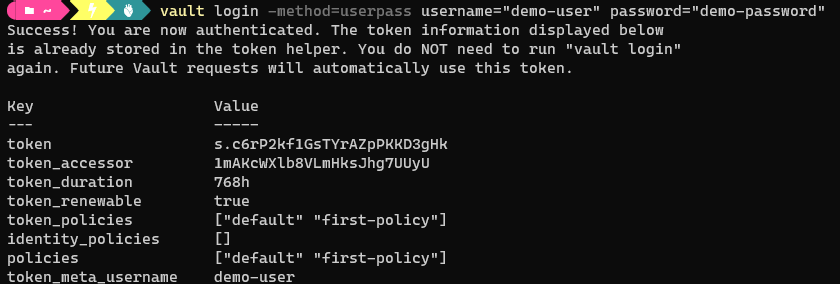 vault login -method=userpass username="demo-user" password="demo-password"
Success! You are now authenticated. The token information displayed below
is already stored in the token helper. You do NOT need to run "vault login"
again. Future Vault requests will automatically use this token.
Key Value
--- -----
token s.c6rP2kf1GsTYrAZpPKKD3gHk
token_accessor 1mAKcWXlb8VLmHksJhg7UUyU
token_duration 768h
token_renewable true
token_policies ["default" "first-policy"]
identity_policies []
policies ["default" "first-policy"]
token_meta_username demo-user